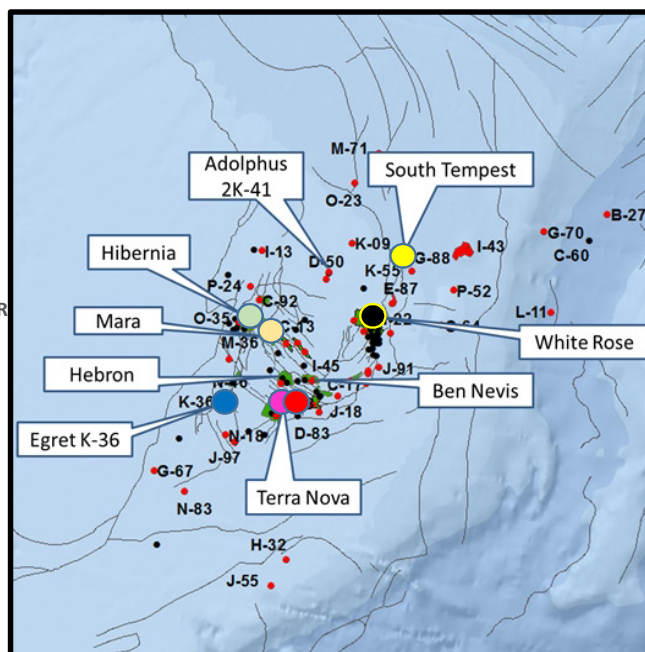 M-71
Adolphus
2K-41
South Tempest
O-23
B-27
G-70
K-09
I-43
Hibernia
I-13
G-88
C-60
D-50
K-55
P-24
P-52
C-92
E-87
R
L-11
Mara
O-35
M-36
White Rose
Hebron
I-45
J-91
Ben Nevis
K-36
J-18
Egret K-36
N-18
D-83
J-97
Terra Nova
G-67
N-83
H-32
J-55